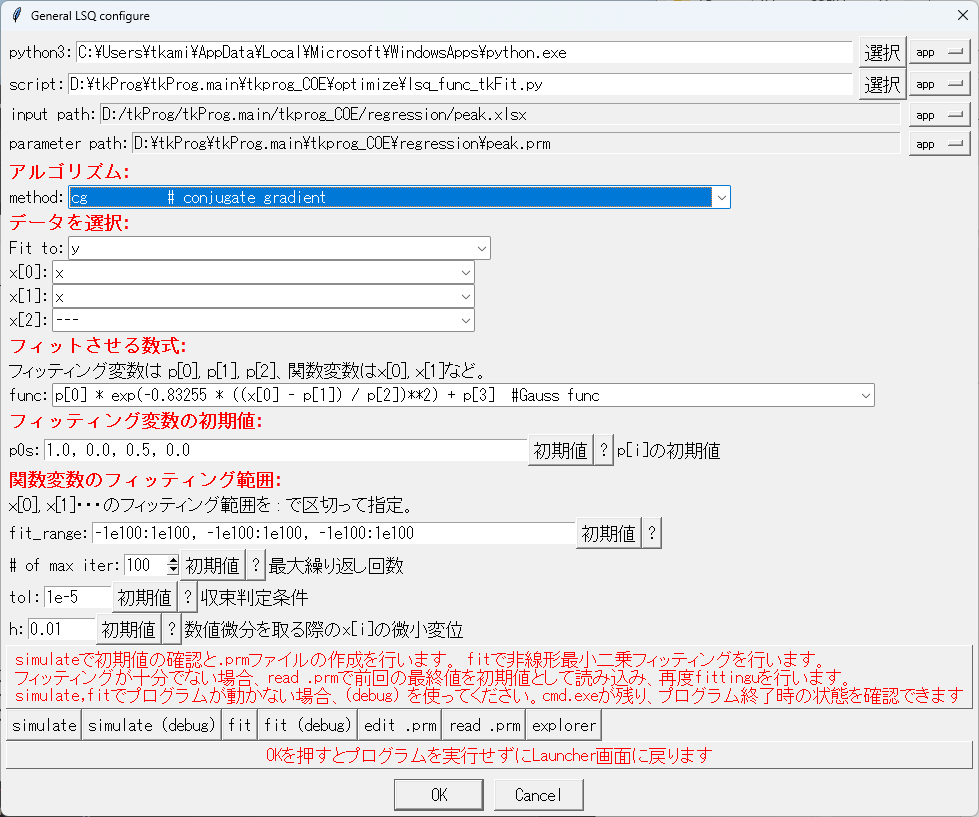 General LSQ configure
python3: C:¥Users¥tkami¥AppData¥Local¥Microsoft¥WindowsApps¥python.exe 選択 app
script: D:¥tkProg¥tkProg.main¥tkprog_COE¥optimize¥lsq_func_tkFit.py 選択 app
input path: D:/tkProg/tkProg.main/tkprog_COE/regression/peak.xlsx app
parameter path: D:¥tkProg¥tkProg.main¥tkprog_COE¥regression¥peak.prm app
アルゴリズム:
method: cg # conjugate gradient
データを選択:
Fit to: y
x[0]: x
x[1]: x
x[2]: ---
フィットさせる数式:
フィッティング変数は p[0], p[1], p[2]、関数変数はx[0], x[1]など。
func: p[0] * exp(-0.83255 * ((x[0] - p[1]) / p[2])**2) + p[3] #Gauss func
フィッティング変数の初期値:
p0s: 1.0, 0.0, 0.5, 0.0 初期値 ? p[i]の初期値
関数変数のフィッティング範囲:
x[0], x[1]・・・のフィッティング範囲を : で区切って指定。
fit_range: -1e100:1e100, -1e100:1e100, -1e100:1e100 初期値 ?
# of max iter: 100 初期値 ? 最大繰り返し回数
tol: 1e-5 初期値 ? 収束判定条件
h: 0.01 初期値 ? 数値微分を取る際のx[i]の微小変位
simulateで初期値の確認と.prmファイルの作成を行います。 fitで非線形最小二乗フィッティングを行います。
フィッティングが十分でない場合、read .prmで前回の最終値を初期値として読み込み、再度fittinguを行います。
simulate,fitでプログラムが動かない場合、(debug) を使ってください。cmd.exeが残り、プログラム終了時の状態を確認できます
simulate simulate (debug) fit fit (debug) edit .prm read .prm explorer
OKを押すとプログラムを実行せずにLauncher画面に戻ります
OK Cancel